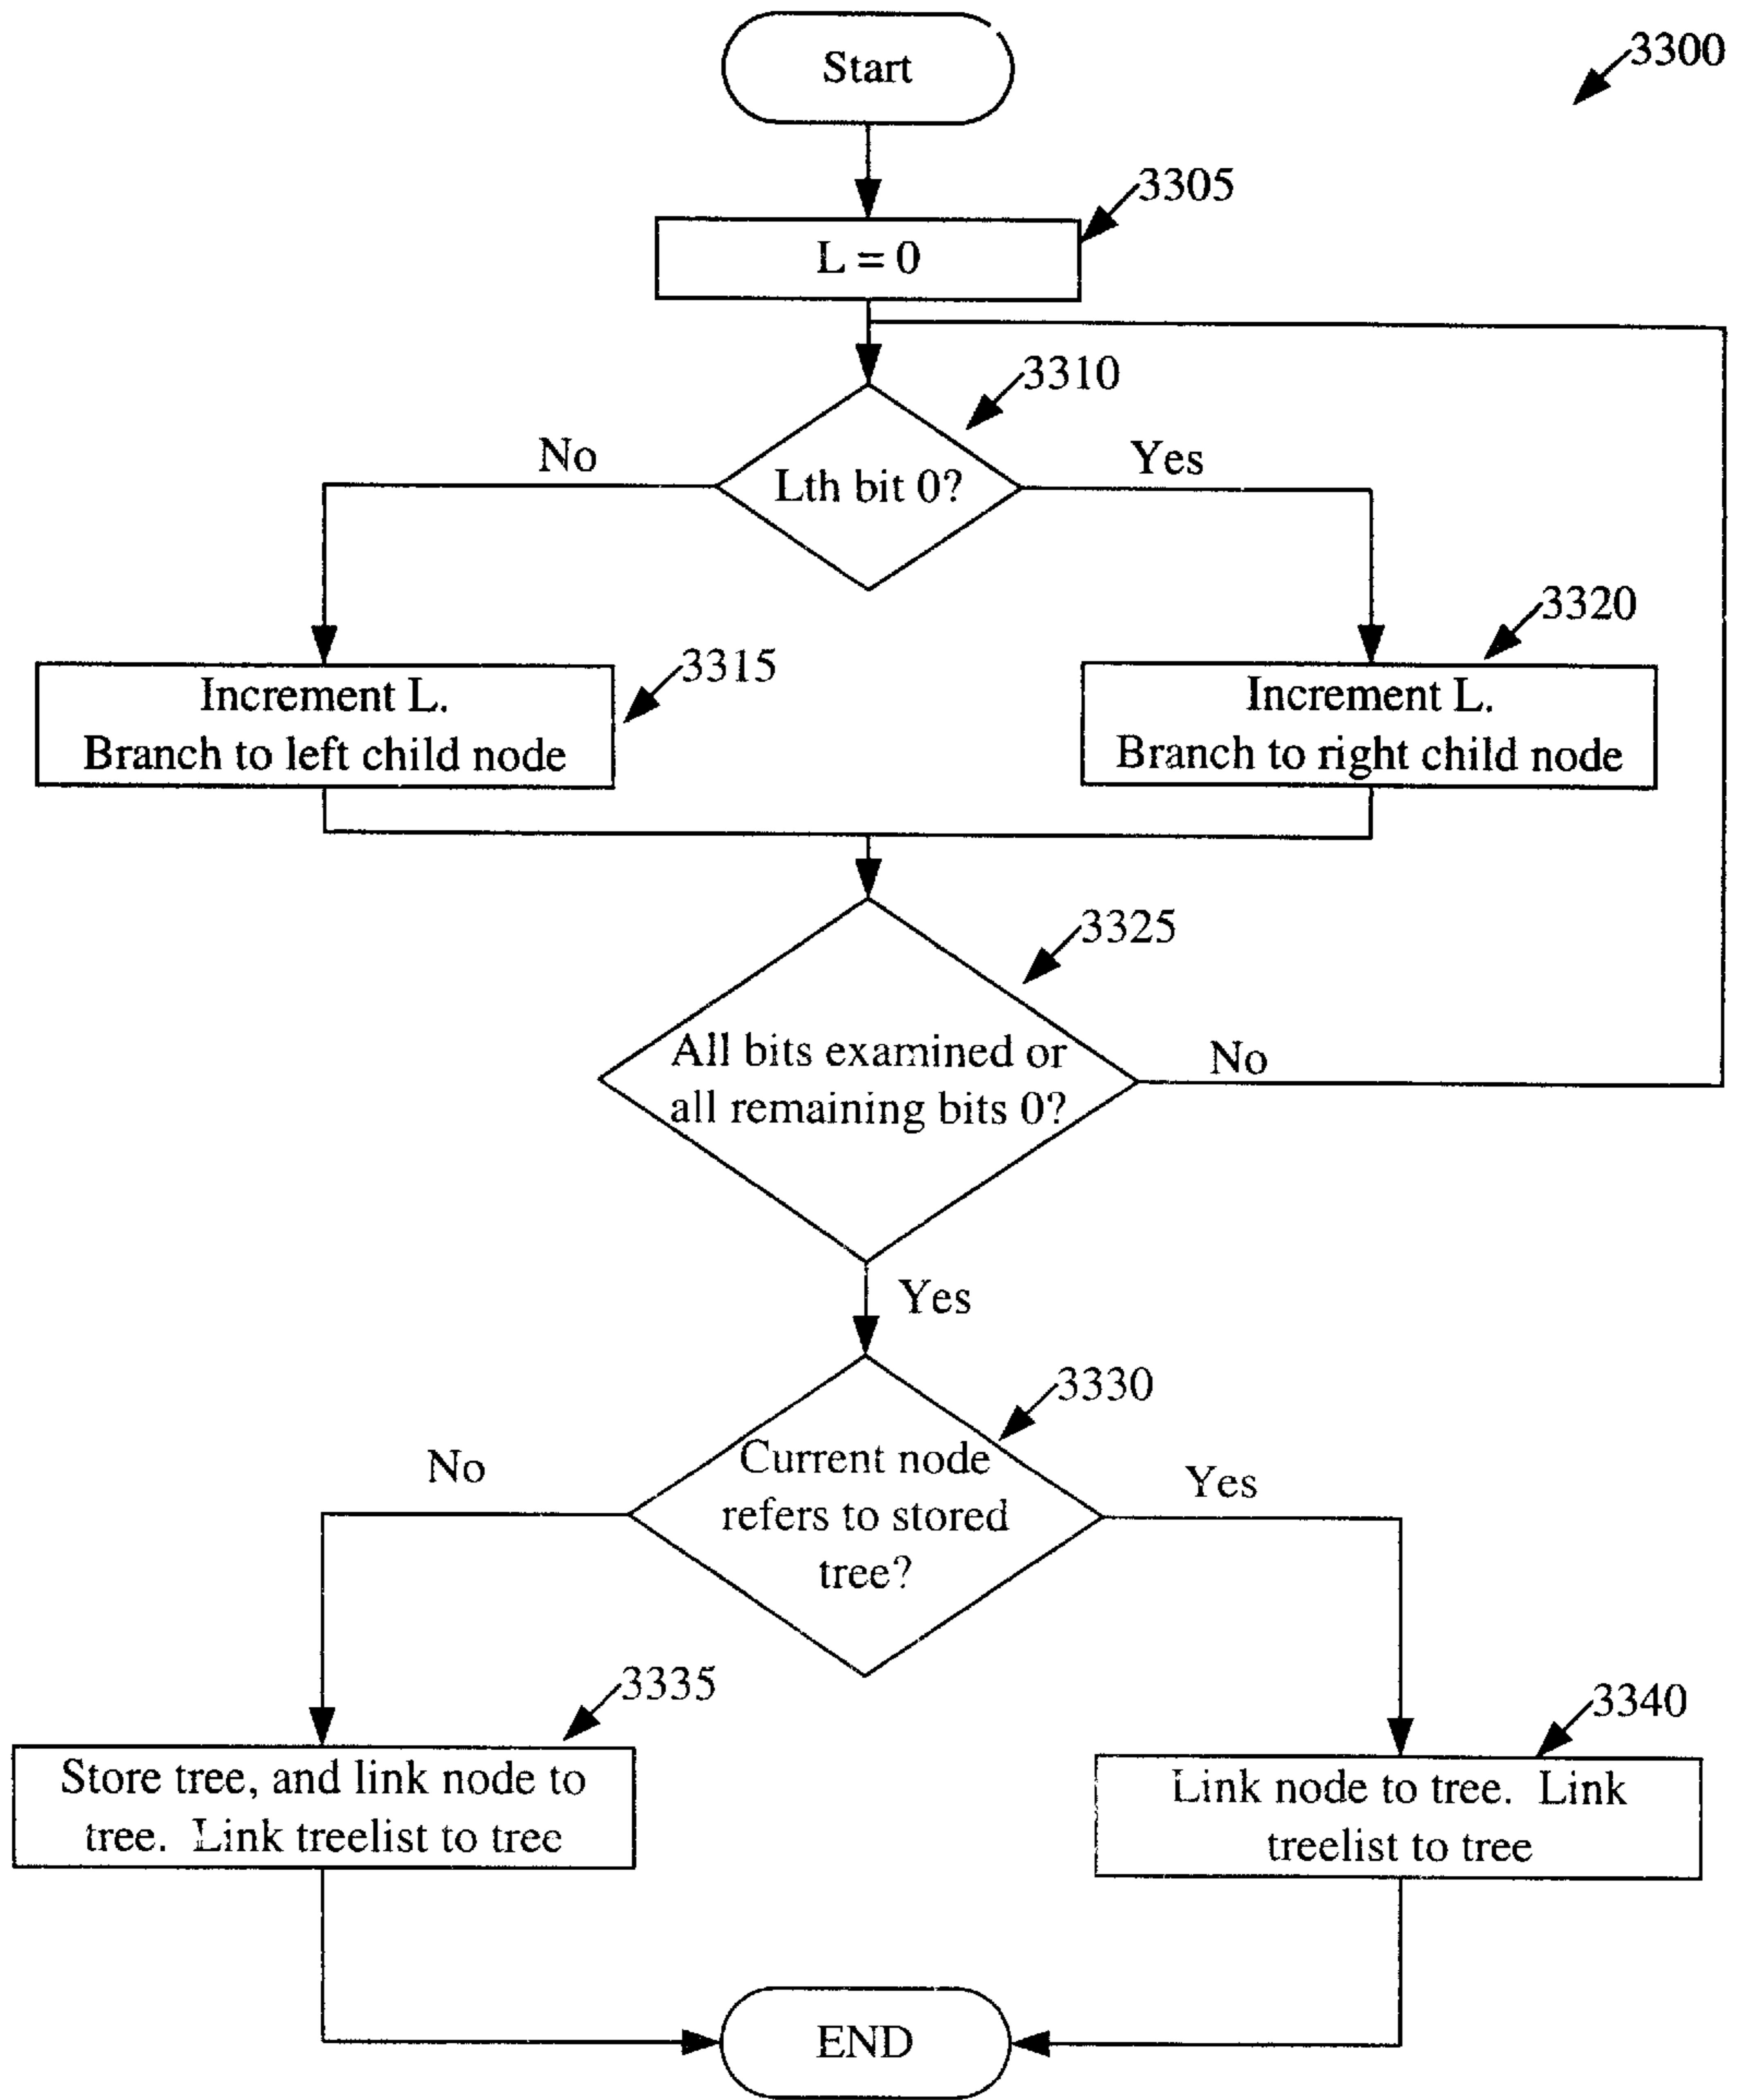 Start
3300
3305
L = 0
3310
No
Yes
Lth bit 0?
3320
3315
Increment L.
Branch to left child node
Increment L.
Branch to right child node
3325
All bits examined or
all remaining bits 0?
No
Yes
3330
No
Current node
refers to stored
tree?
Yes
3335
3340
Store tree, and link node to
tree. Link treelist to tree
Link node to tree. Link
treelist to tree
END